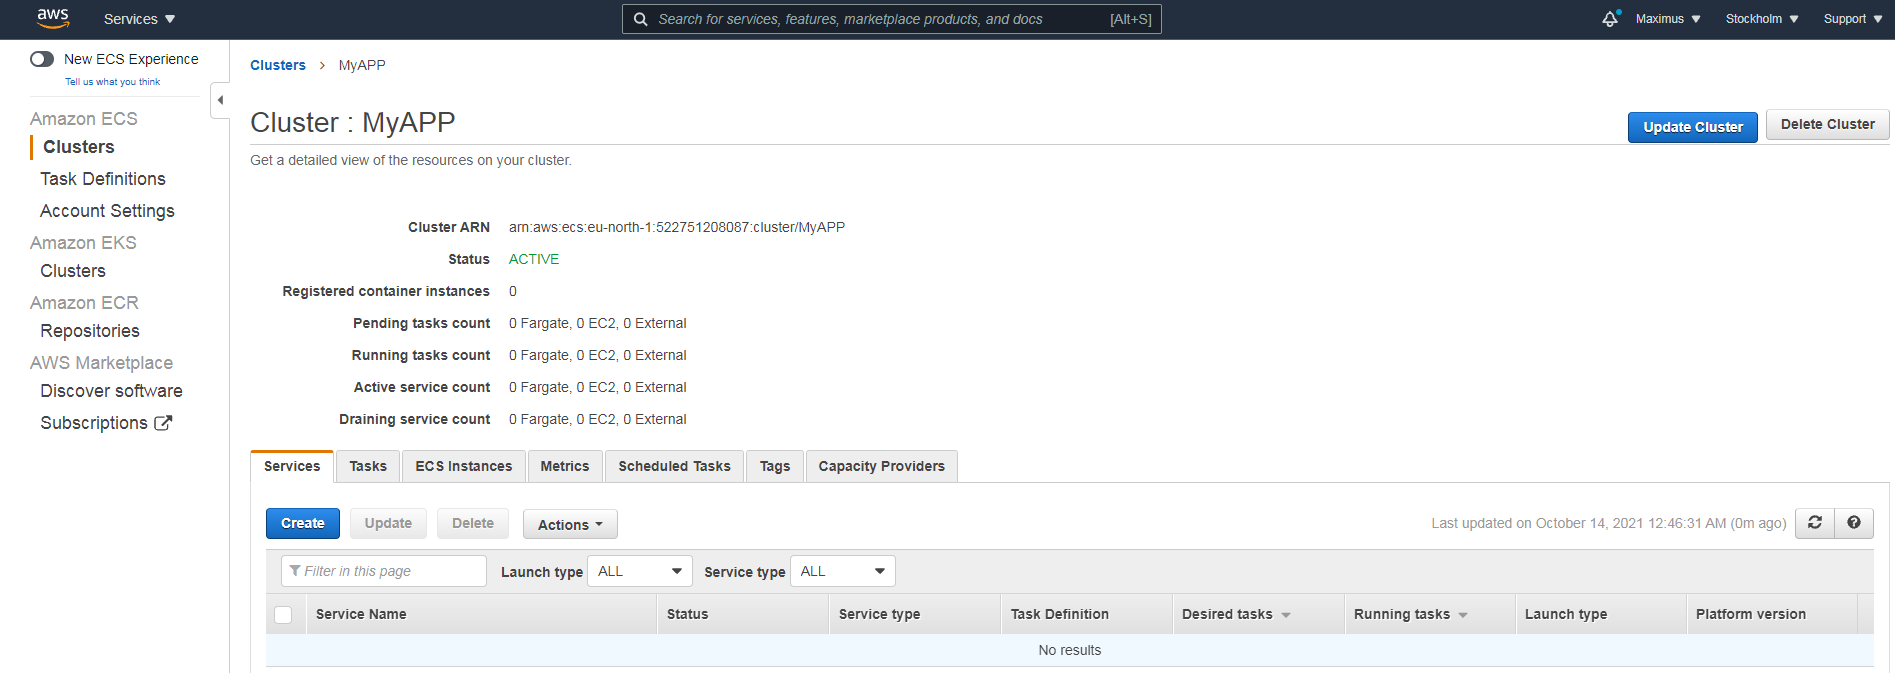 aws Services Search for services, features, marketplace products, and docs [Alt+S] Maximus Stockholm Support
New ECS Experience
Tell us what you think
Amazon ECS
Clusters
Task Definitions
Account Settings
Amazon EKS
Clusters
Amazon ECR
Repositories
AWS Marketplace
Discover software
Subscriptions
Clusters > MyAPP
Cluster : MyAPP
Update Cluster Delete Cluster
Get a detailed view of the resources on your cluster.
Cluster ARN arn:aws:ecs:eu-north-1:522751208087:cluster/MyAPP
Status ACTIVE
Registered container instances 0
Pending tasks count 0 Fargate, 0 EC2, 0 External
Running tasks count 0 Fargate, 0 EC2, 0 External
Active service count 0 Fargate, 0 EC2, 0 External
Draining service count 0 Fargate, 0 EC2, 0 External
Services Tasks ECS Instances Metrics Scheduled Tasks Tags Capacity Providers
Create Update Delete Actions Last updated on October 14, 2021 12:46:31 AM (0m ago)
Filter in this page Launch type ALL Service type ALL
Service Name Status Service type Task Definition Desired tasks Running tasks Launch type Platform version
No results